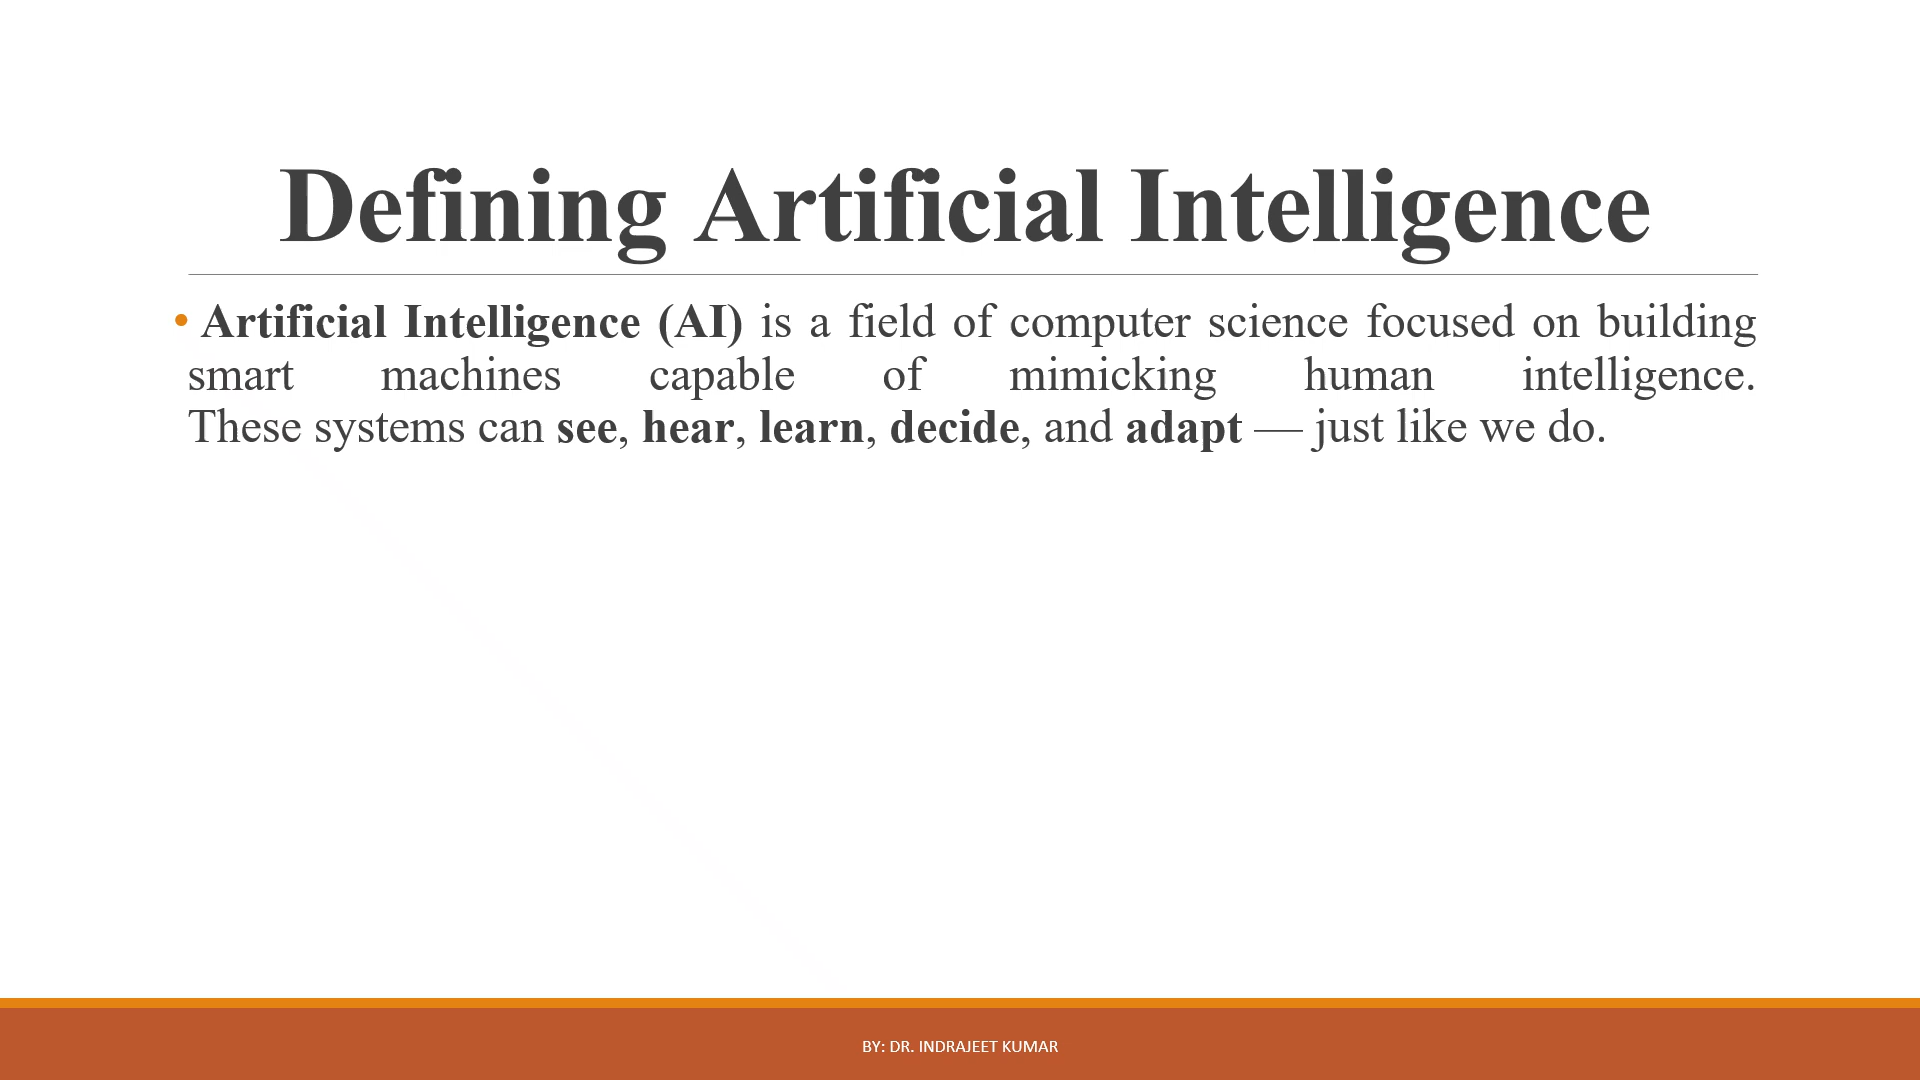 Defining Artificial Intelligence
• Artificial Intelligence (AI) is a field of computer science focused on building
smart machines capable of mimicking human intelligence.
These systems can see, hear, learn, decide, and adapt — just like we do.
BY: DR. INDRAJEET KUMAR